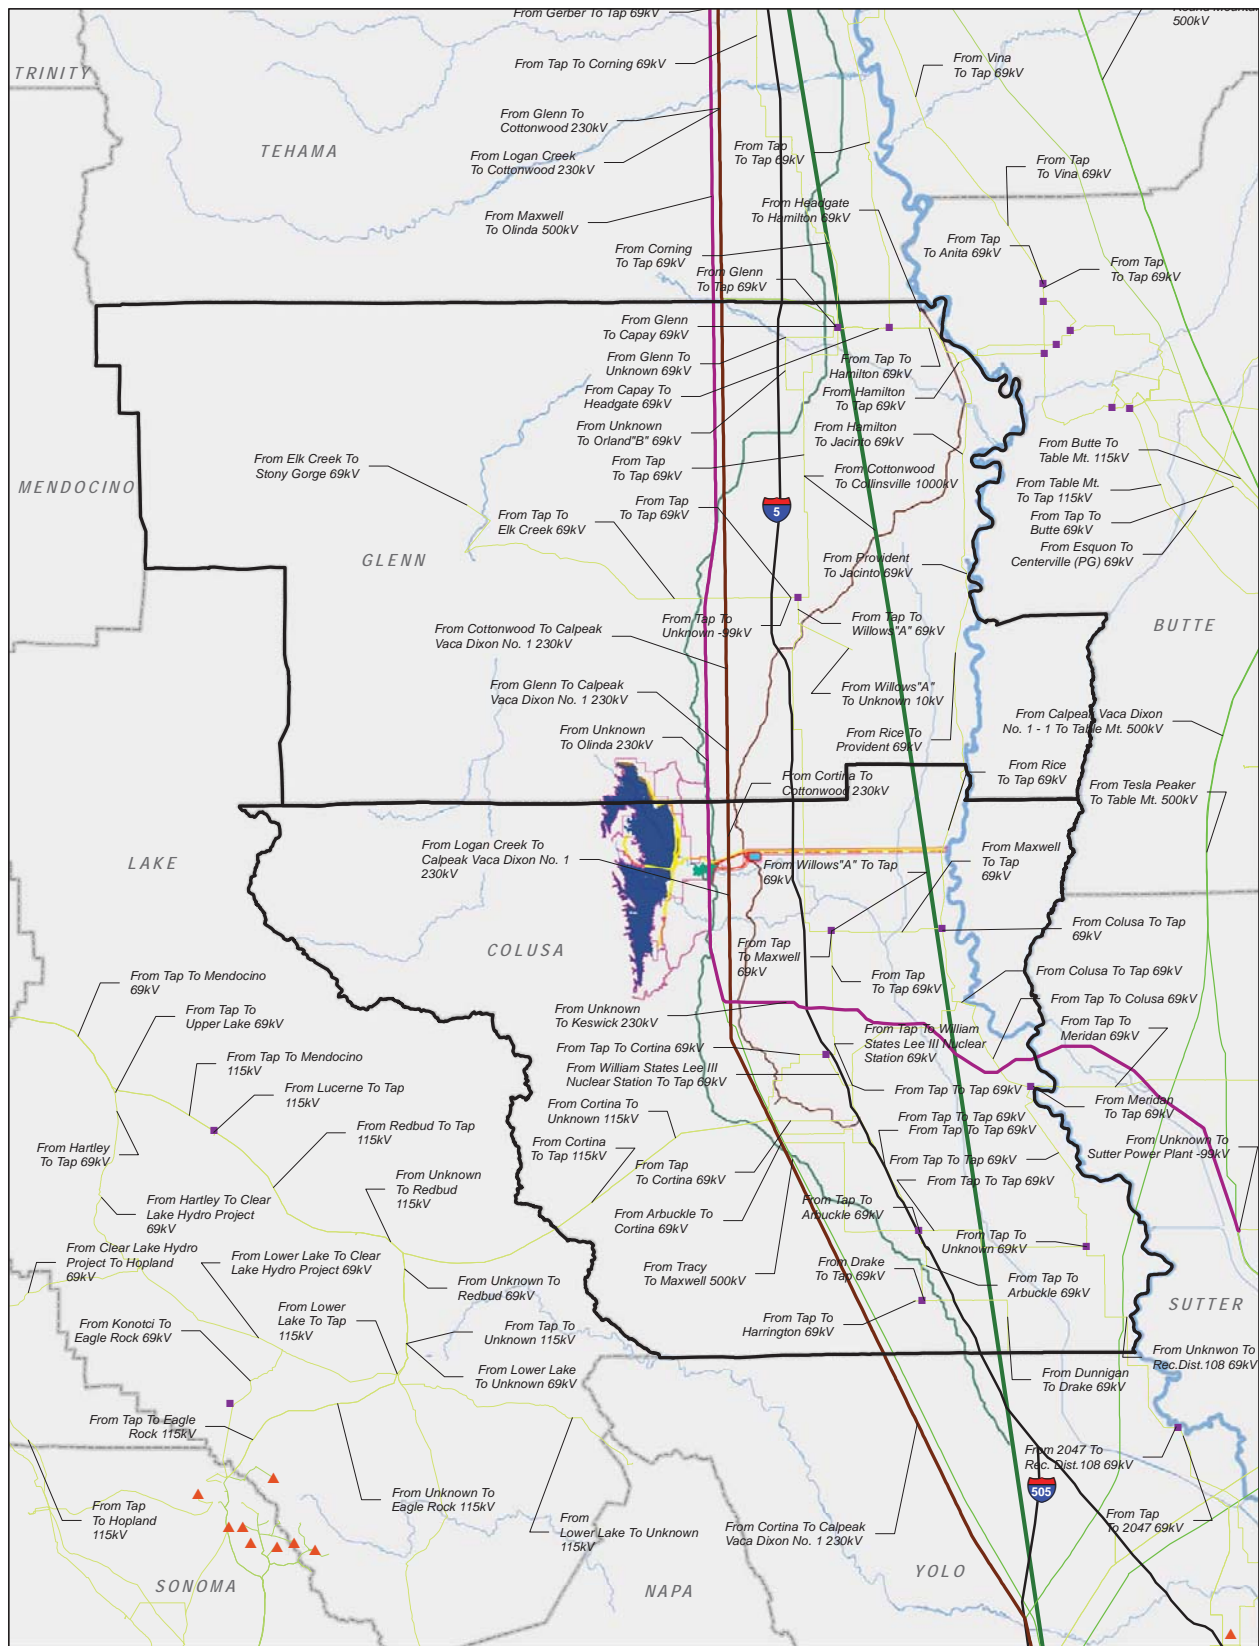 From Gerber To Tap 69kV
500kV
TRINITY
From Tap To Corning 69kV
From Vina
To Tap 69kV
From Glenn To
Cottonwood 230kV
TEHAMA
From Logan Creek
To Cottonwood 230kV
From Tap
To Tap 69kV
From Tap
To Vina 69kV
From Maxwell
To Olinda 500kV
From Headgate
To Hamilton 69kV
From Corning
To Tap 69kV
From Tap
To Anita 69kV
From Glenn
To Tap 69kV
From Tap
To Tap 69kV
From Glenn
To Capay 69kV
From Glenn To
Unknown 69kV
From Tap To
Hamilton 69kV
From Capay To
Headgate 69kV
From Hamilton
To Tap 69kV
From Unknown
To Orland"B" 69kV
From Hamilton
To Jacinto 69kV
From Elk Creek To
Stony Gorge 69kV
From Tap
To Tap 69kV
From Cottonwood
To Collinsville 1000kV
From Butte To
Table Mt. 115kV
MENDOCINO
From Table Mt.
To Tap 115kV
From Tap To
Elk Creek 69kV
From Tap
To Tap 69kV
5
From Tap To
Butte 69kV
GLENN
From Provident
To Jacinto 69kV
From Esquon To
Centerville (PG) 69kV
From Cottonwood To Calpeak
Vaca Dixon No. 1 230kV
From Tap To
Unknown -99kV
From Tap To
Willows"A" 69kV
BUTTE
From Glenn To Calpeak
Vaca Dixon No. 1 230kV
From Willows"A"
To Unknown 10kV
From Unknown
To Olinda 230kV
From Rice To
Provident 69kV
From Calpeak Vaca Dixon
No. 1 - 1 To Table Mt. 500kV
From Cortina To
Cottonwood 230kV
From Rice
To Tap 69kV
From Tesla Peaker
To Table Mt. 500kV
LAKE
From Logan Creek To
Calpeak Vaca Dixon No. 1
230kV
From Willows"A" To Tap
69kV
From Maxwell
To Tap
69kV
COLUSA
From Tap
To Maxwell
69kV
From Colusa To Tap
69kV
From Tap To Mendocino
69kV
From Tap
To Tap 69kV
From Colusa To Tap 69kV
From Tap To
Upper Lake 69kV
From Unknown
To Keswick 230kV
From Tap To Colusa 69kV
From Tap To Mendocino
115kV
From Tap To Cortina 69kV
From Tap To William
States Lee III Nuclear
Station 69kV
From Tap To
Meridan 69kV
From Lucerne To Tap
115kV
From William States Lee III
Nuclear Station To Tap 69kV
From Tap To Tap 69kV
From Hartley
To Tap 69kV
From Redbud To Tap
115kV
From Cortina To
Unknown 115kV
From Tap To Tap 69kV
From Tap To Tap 69kV
From Meridan
To Tap 69kV
From Unknown
To Redbud
115kV
From Cortina
To Tap 115kV
From Tap
To Cortina 69kV
From Tap To Tap 69kV
From Unknown To
Sutter Power Plant -99kV
From Hartley To Clear
Lake Hydro Project
69kV
From Arbuckle To
Cortina 69kV
From Tap To
Arbuckle 69kV
From Tap To Tap 69kV
From Clear Lake Hydro
Project To Hopland
69kV
From Lower Lake To Clear
Lake Hydro Project 69kV
From Tracy
To Maxwell 500kV
From Drake
To Tap 69kV
From Tap To
Unknown 69kV
From Unknown To
Redbud 69kV
From Tap To
Arbuckle 69kV
SUTTER
From Konotci To
Eagle Rock 69kV
From Lower
Lake To Tap
115kV
From Tap To
Unknown 115kV
From Tap To
Harrington 69kV
From Lower Lake
To Unknown 69kV
From Dunnigan
To Drake 69kV
From Unknwon To
Rec.Dist.108 69kV
From Tap To Eagle
Rock 115kV
From 2047 To
Rec. Dist.108 69kV
From Tap
To Hopland
115kV
From Unknown To
Eagle Rock 115kV
505
From
Lower Lake To Unknown
115kV
From Cortina To Calpeak
Vaca Dixon No. 1 230kV
From Tap
To 2047 69kV
SONOMA
NAPA
YOLO